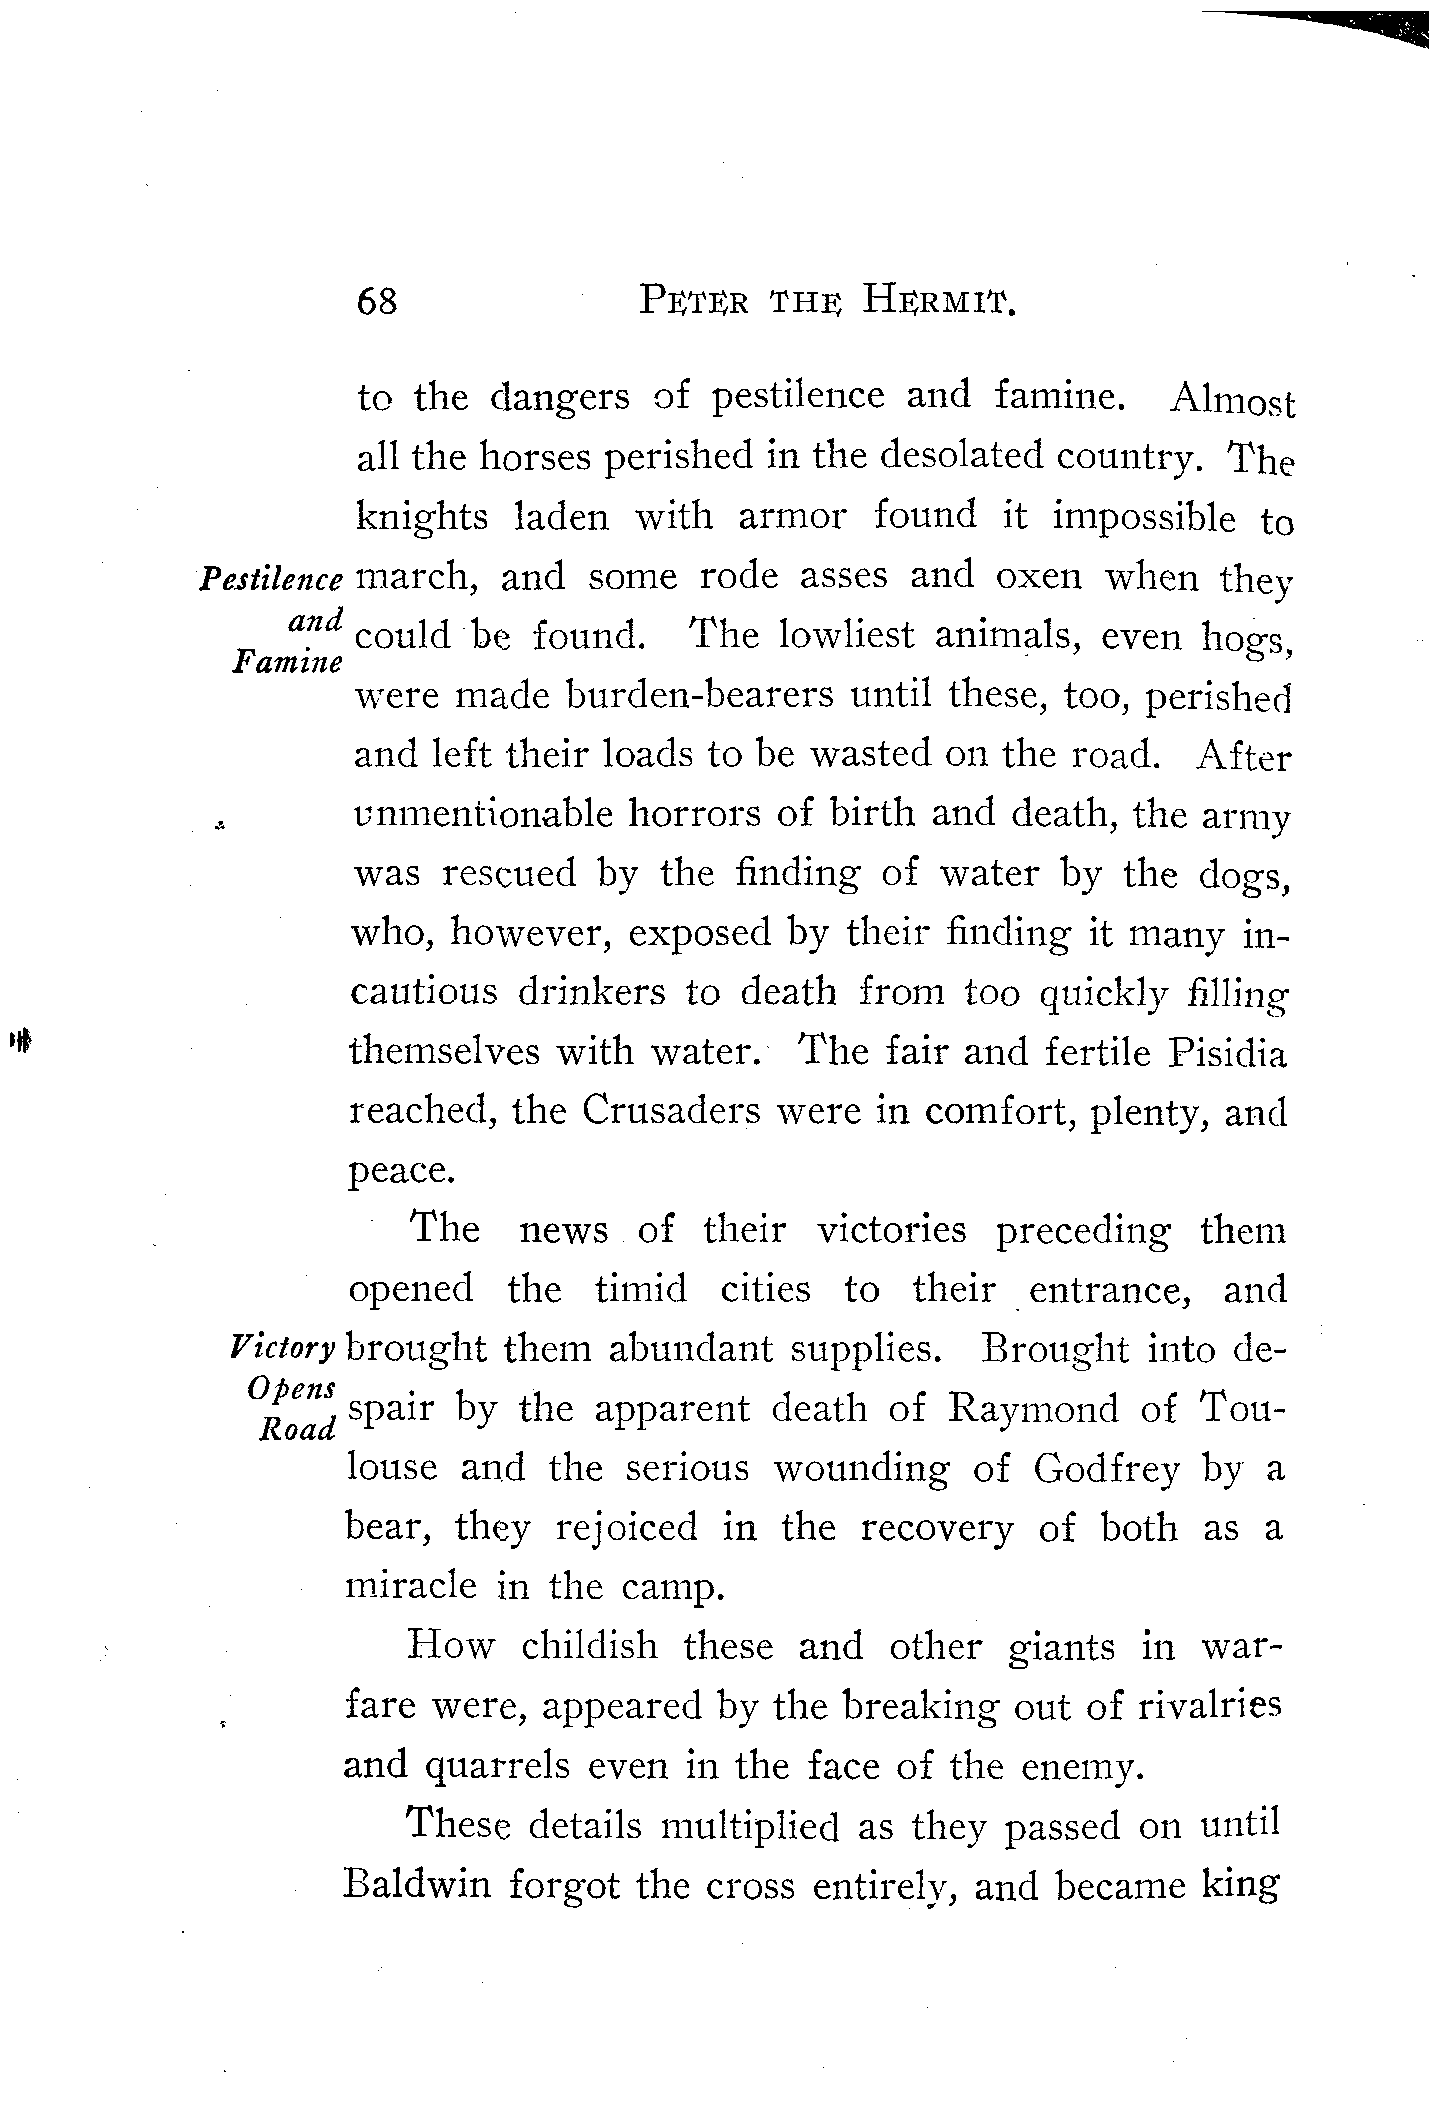 68 PETER THE HERMIT.
to the dangers of pestilence and famine. Almost
all the horses perished in the desolated country. The
knights laden with armor found it impossible to
Pestilence march, and some rode asses and oxen when they
and could be found. The lowliest animals, even hogs,
Famine
were made burden-bearers until these, too, perished
and left their loads to be wasted on the road. After
unmentionable horrors of birth and death, the army
was rescued by the finding of water by the dogs,
who, however, exposed by their finding it many in-
cautious drinkers to death from too quickly filling
themselves with water. The fair and fertile Pisidia
reached, the Crusaders were in comfort, plenty, and
peace.
The news of their victories preceding them
opened the timid cities to their entrance, and
Victory brought them abundant supplies. Brought into de-
Opens spair by the apparent death of Raymond of Tou-
Road
louse and the serious wounding of Godfrey by a
bear, they rejoiced in the recovery of both as a
miracle in the camp.
How childish these and other giants in war-
fare were, appeared by the breaking out of rivalries
and quarrels even in the face of the enemy.
These details multiplied as they passed on until
Baldwin forgot the cross entirely, and became king